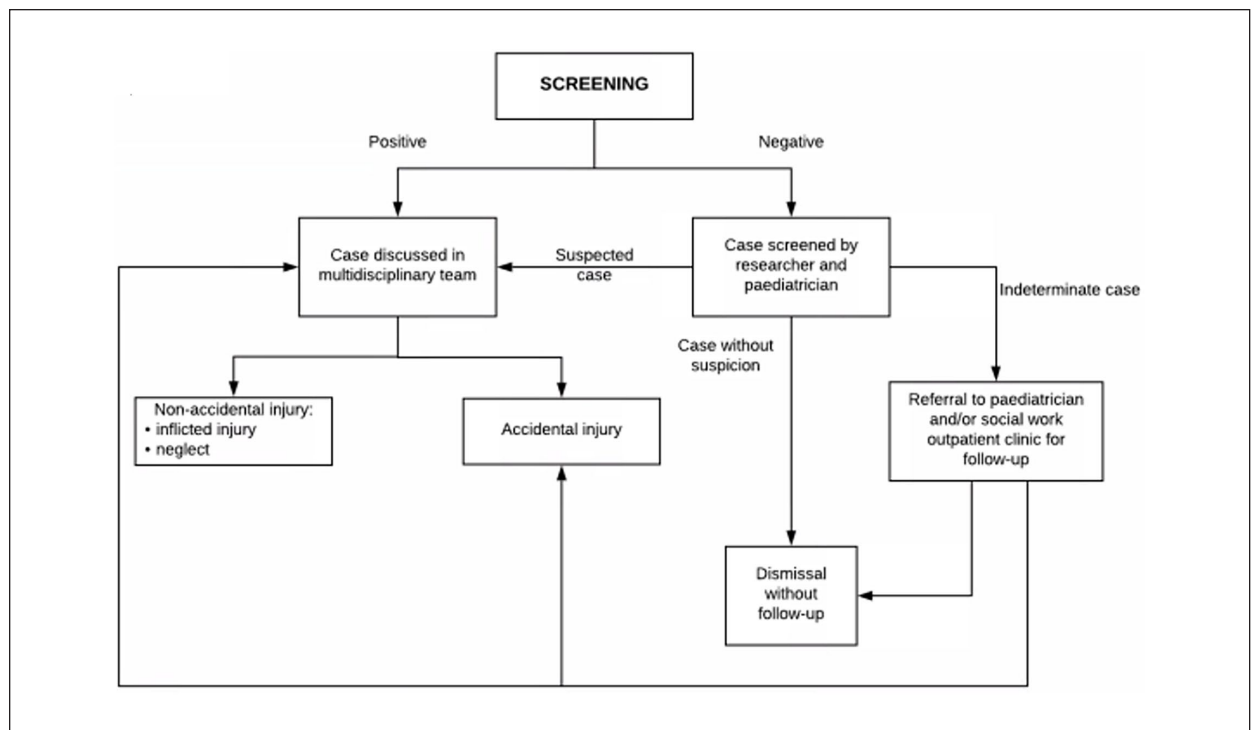 SCREENING
Positive
Negative
Case discussed in
multidisciplinary team
Suspected
case
Case screened by
researcher and
paediatrician
Indeterminate case
Case without
suspicion
Non-accidental injury:
• inflicted injury
• neglect
Accidental injury
Referral to paediatrician
and/or social work
outpatient clinic for
follow-up
Dismissal
without
follow-up